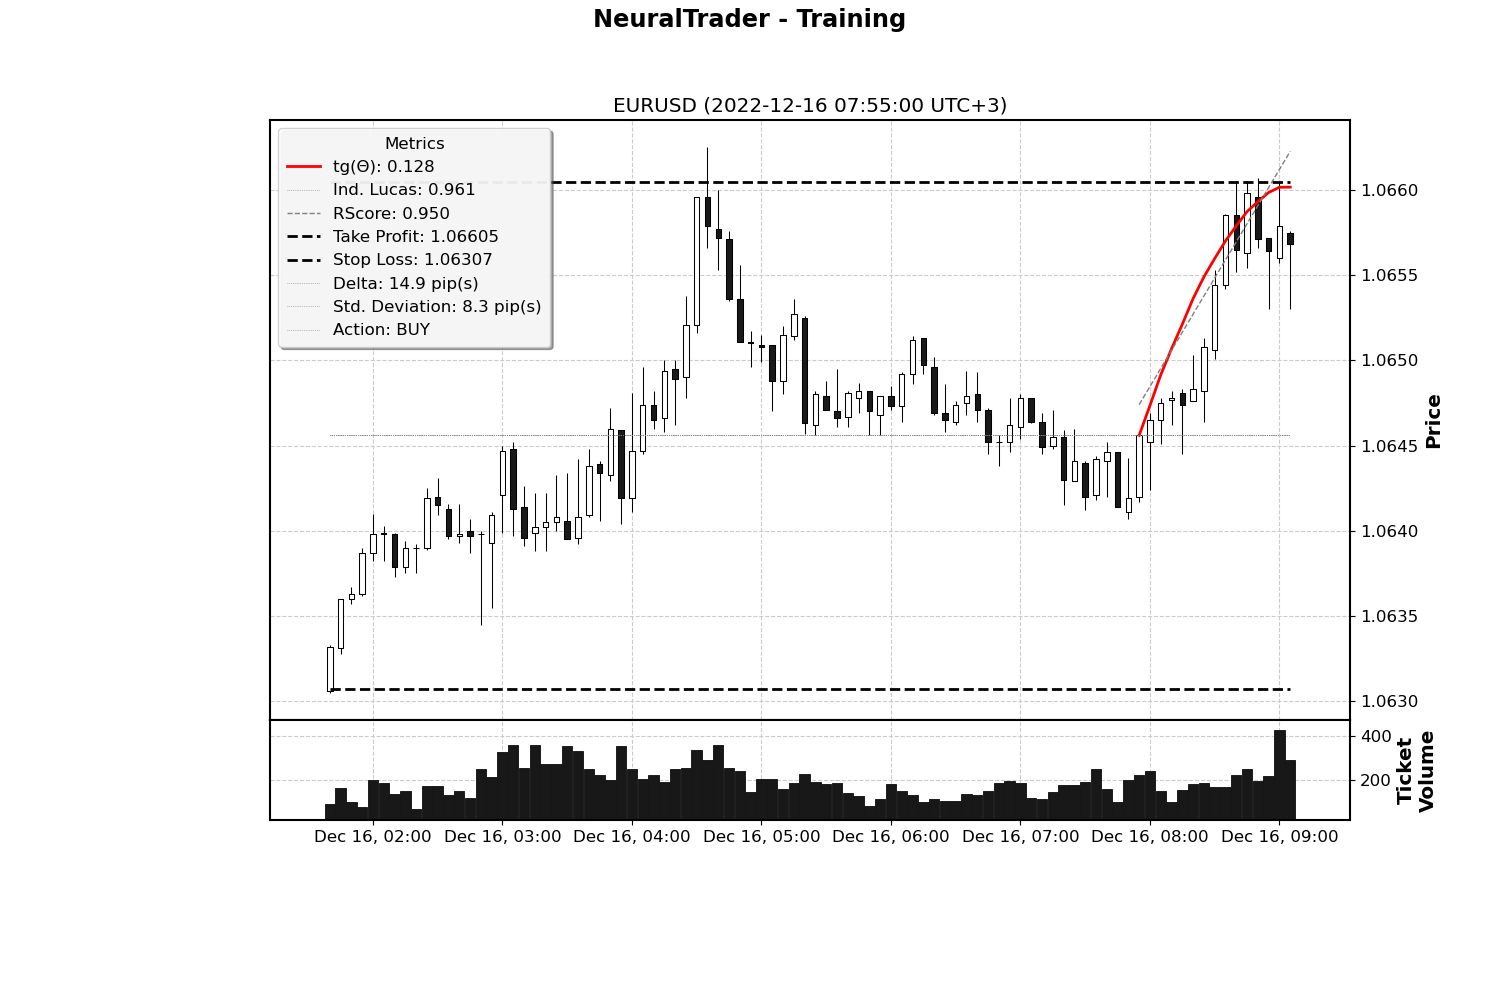 NeuralTrader - Training
EURUSD (2022-12-16 07:55:00 UTC+3)
Metrics
tg(Θ): 0.128
Ind. Lucas: 0.961
RScore: 0.950
Take Profit: 1.06605
Stop Loss: 1.06307
Delta: 14.9 pip(s)
Std. Deviation: 8.3 pip(s)
Action: BUY
1.0660
1.0655
1.0650
1.0645
1.0640
1.0635
1.0630
Price
400
200
Ticket
Volume
Dec 16, 02:00
Dec 16, 03:00
Dec 16, 04:00
Dec 16, 05:00
Dec 16, 06:00
Dec 16, 07:00
Dec 16, 08:00
Dec 16, 09:00